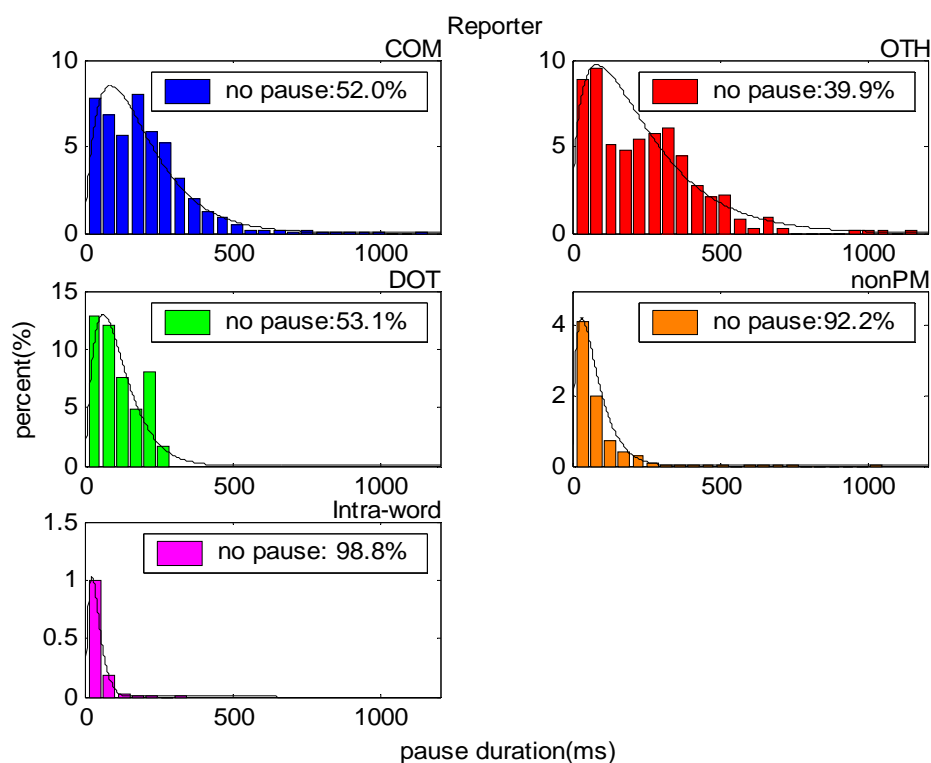 Reporter
COM
10
5
0
no pause:52.0%
0 500 1000
OTH
10
5
0
no pause:39.9%
0 500 1000
DOT
15
10
5
0
no pause:53.1%
0 500 1000
nonPM
4
2
0
no pause:92.2%
0 500 1000
percent(%)
Intra-word
1.5
1
0.5
0
no pause: 98.8%
0 500 1000
pause duration(ms)